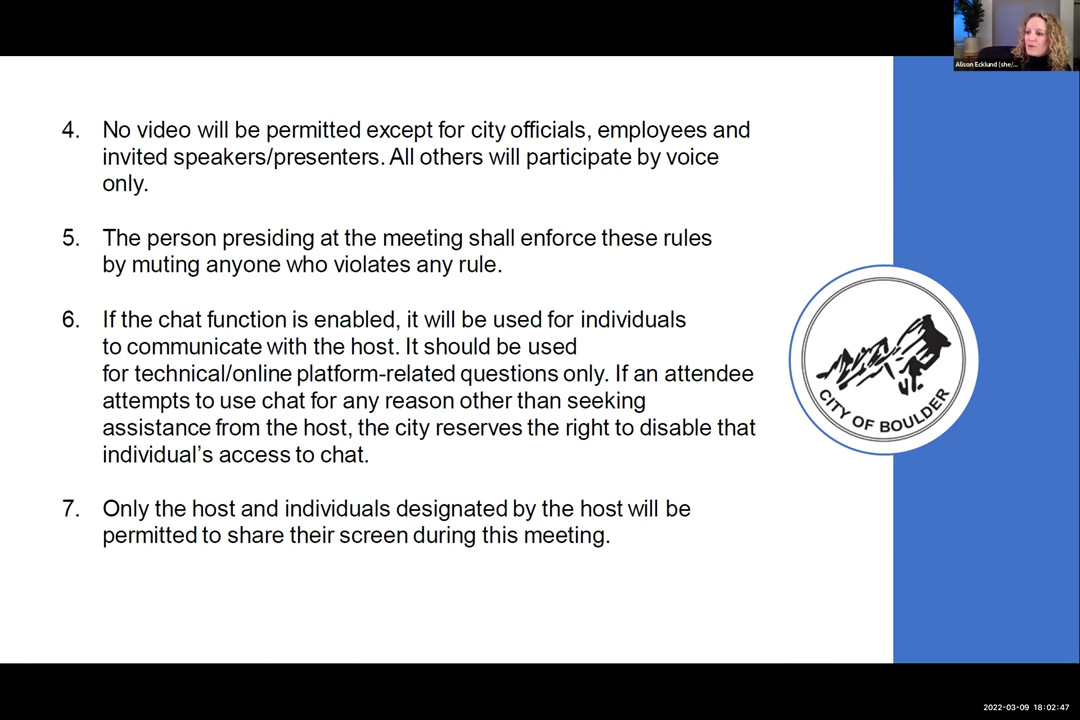 Alison Ecklund (she/...
4. No video will be permitted except for city officials, employees and
invited speakers/presenters. All others will participate by voice
only.
5. The person presiding at the meeting shall enforce these rules
by muting anyone who violates any rule.
6. If the chat function is enabled, it will be used for individuals
to communicate with the host. It should be used
for technical/online platform-related questions only. If an attendee
attempts to use chat for any reason other than seeking
assistance from the host, the city reserves the right to disable that
individual’s access to chat.
7. Only the host and individuals designated by the host will be
permitted to share their screen during this meeting.
CITY OF BOULDER
2022-03-09 18:02:47